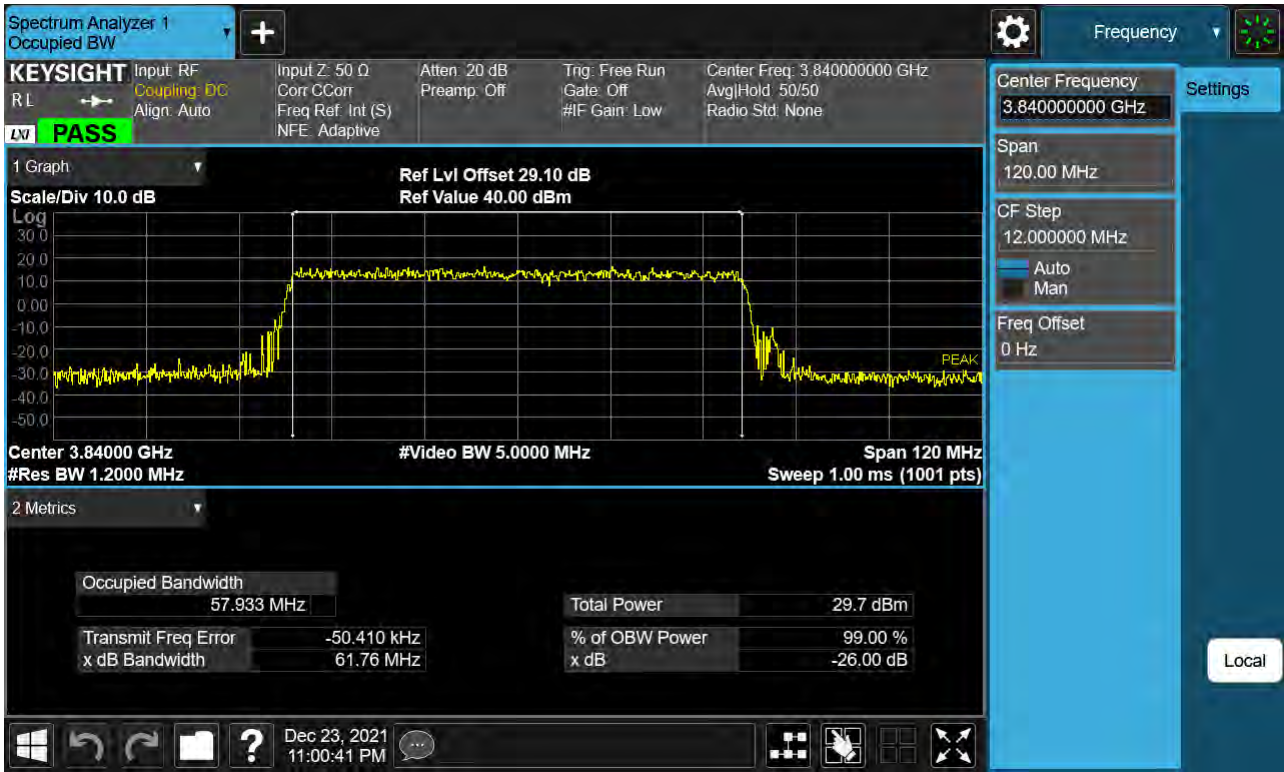 Spectrum Analyzer 1
Occupied BW
+
Frequency
KEYSIGHT
RL
LXI PASS
Input: RF
Coupling: DC
Align: Auto
Input Z: 50 Ω
Corr CCorr
Freq Ref: Int (S)
NFE: Adaptive
Atten: 20 dB
Preamp: Off
Trig: Free Run
Gate: Off
#IF Gain: Low
Center Freq: 3.840000000 GHz
Avg|Hold: 50/50
Radio Std: None
Center Frequency
3.840000000 GHz
Settings
Span
120.00 MHz
CF Step
12.000000 MHz
Auto
Man
Freq Offset
0 Hz
Local
1 Graph
Scale/Div 10.0 dB
Ref Lvl Offset 29.10 dB
Ref Value 40.00 dBm
Log
30.0
20.0
10.0
0.00
-10.0
-20.0
-30.0
-40.0
-50.0
PEAK
Center 3.84000 GHz
#Res BW 1.2000 MHz
#Video BW 5.0000 MHz
Span 120 MHz
Sweep 1.00 ms (1001 pts)
2 Metrics
Occupied Bandwidth
57.933 MHz
Transmit Freq Error -50.410 kHz
x dB Bandwidth 61.76 MHz
Total Power 29.7 dBm
% of OBW Power 99.00 %
x dB -26.00 dB
?
Dec 23, 2021
11:00:41 PM